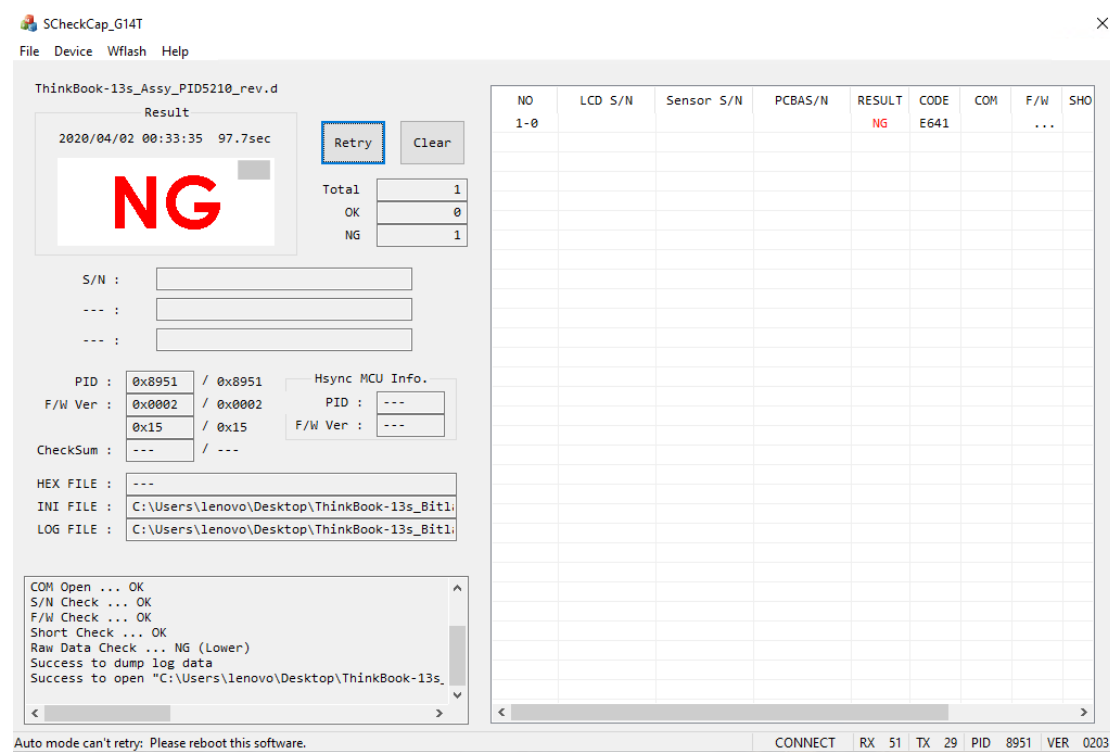 SCheckCap_G14T
File Device Wflash Help
ThinkBook-13s_Assy_PID5210_rev.d
Result
2020/04/02 00:33:35 97.7sec
NG
Retry Clear
Total 1
OK 0
NG 1
S/N :
--- :
--- :
PID : 0x8951 / 0x8951
F/W Ver : 0x0002 / 0x0002
0x15 / 0x15
CheckSum : --- / ---
Hsync MCU Info.
PID : ---
F/W Ver : ---
HEX FILE : ---
INI FILE : C:\Users\lenovo\Desktop\ThinkBook-13s_Bitl
LOG FILE : C:\Users\lenovo\Desktop\ThinkBook-13s_Bitl
COM Open ... OK
S/N Check ... OK
F/W Check ... OK
Short Check ... OK
Raw Data Check ... NG (Lower)
Success to dump log data
Success to open "C:\Users\lenovo\Desktop\ThinkBook-13s_
NO LCD S/N Sensor S/N PCBAS/N RESULT CODE COM F/W SHO
1-0 NG E641 ...
Auto mode can't retry: Please reboot this software. CONNECT RX 51 TX 29 PID 8951 VER 0203